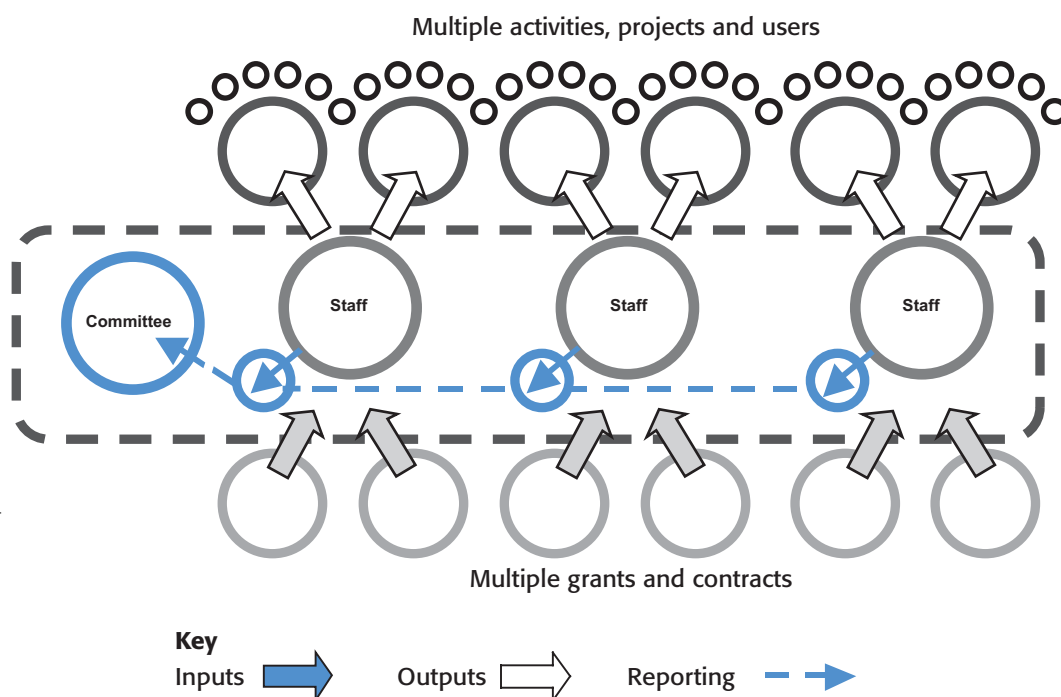 Multiple activities, projects and users
Committee
Staff
Staff
Staff
Multiple grants and contracts
Key
Inputs
Outputs
Reporting